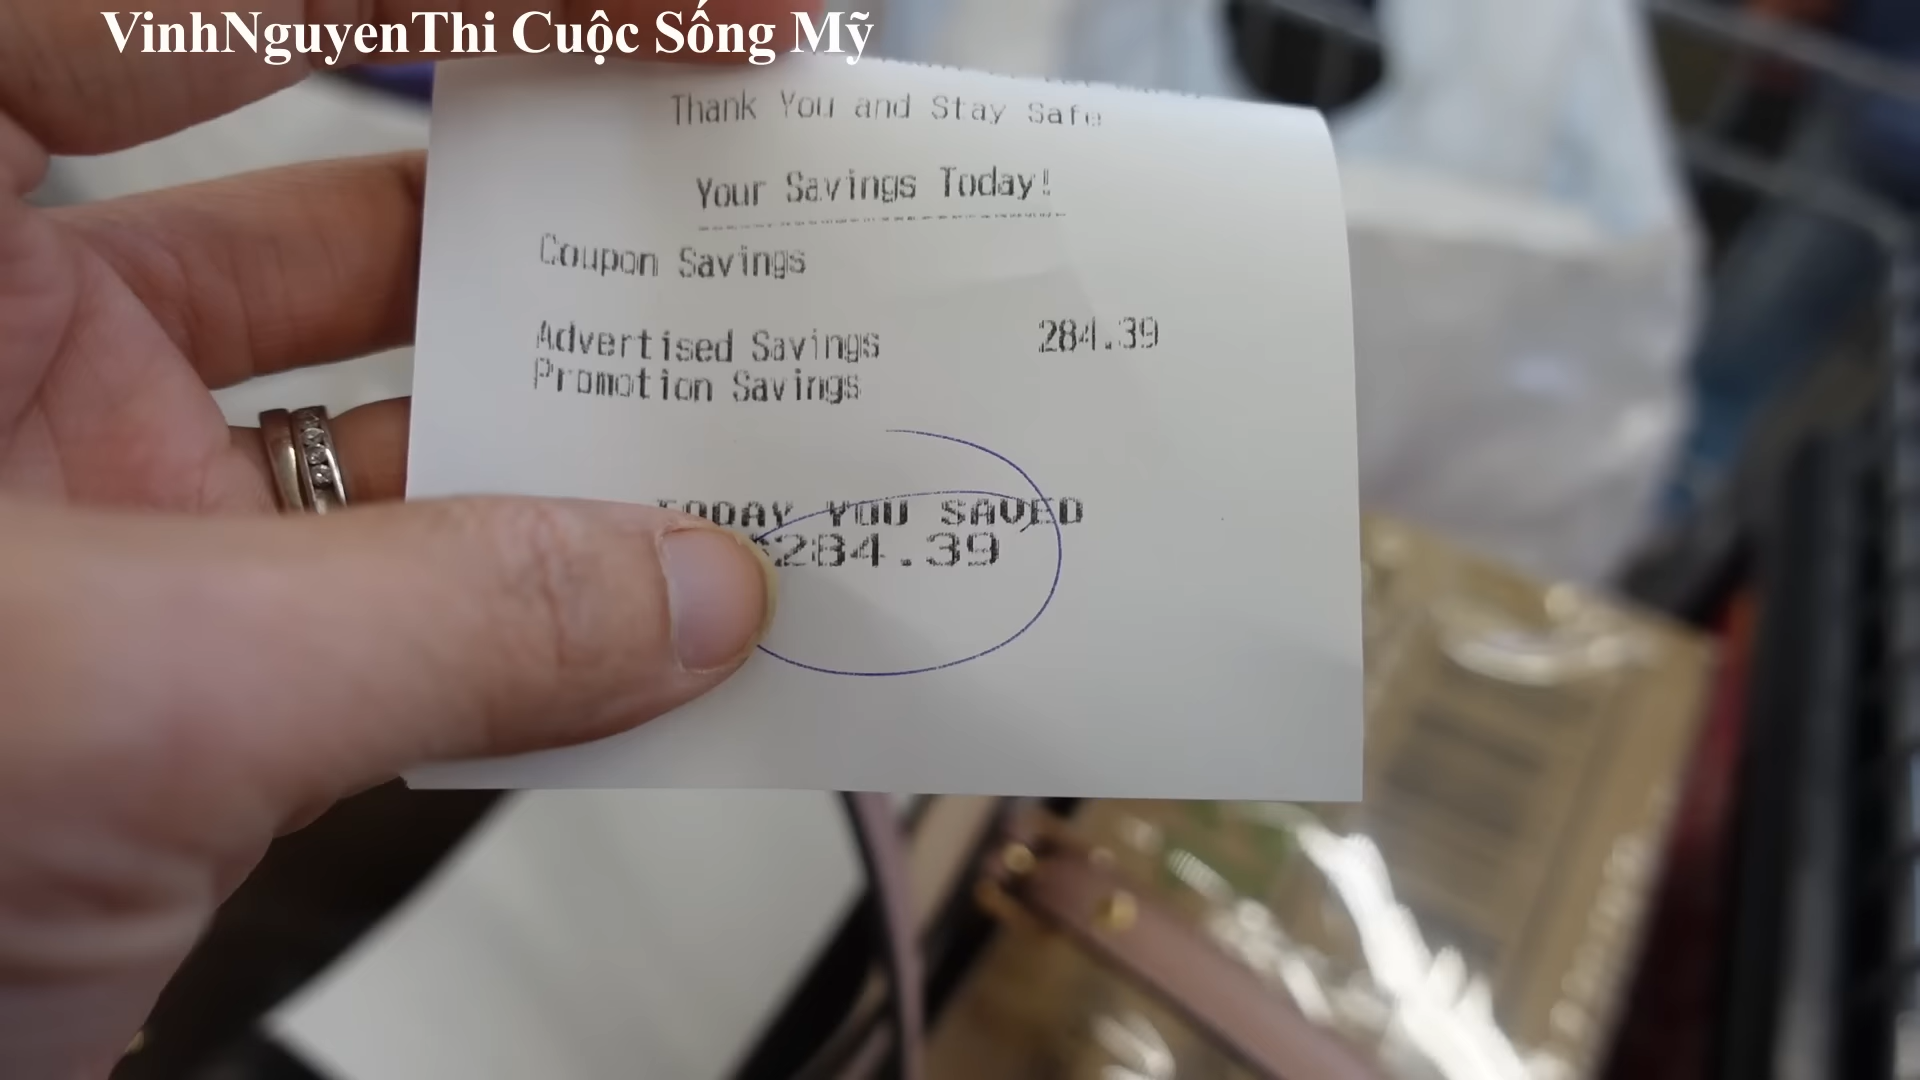 VinhNguyenThi Cuộc Sống Mỹ
Thank You and Stay Safe
Your Savings Today!
Coupon Savings
Advertised Savings 284.39
Promotion Savings
TODAY YOU SAVED
$284.39